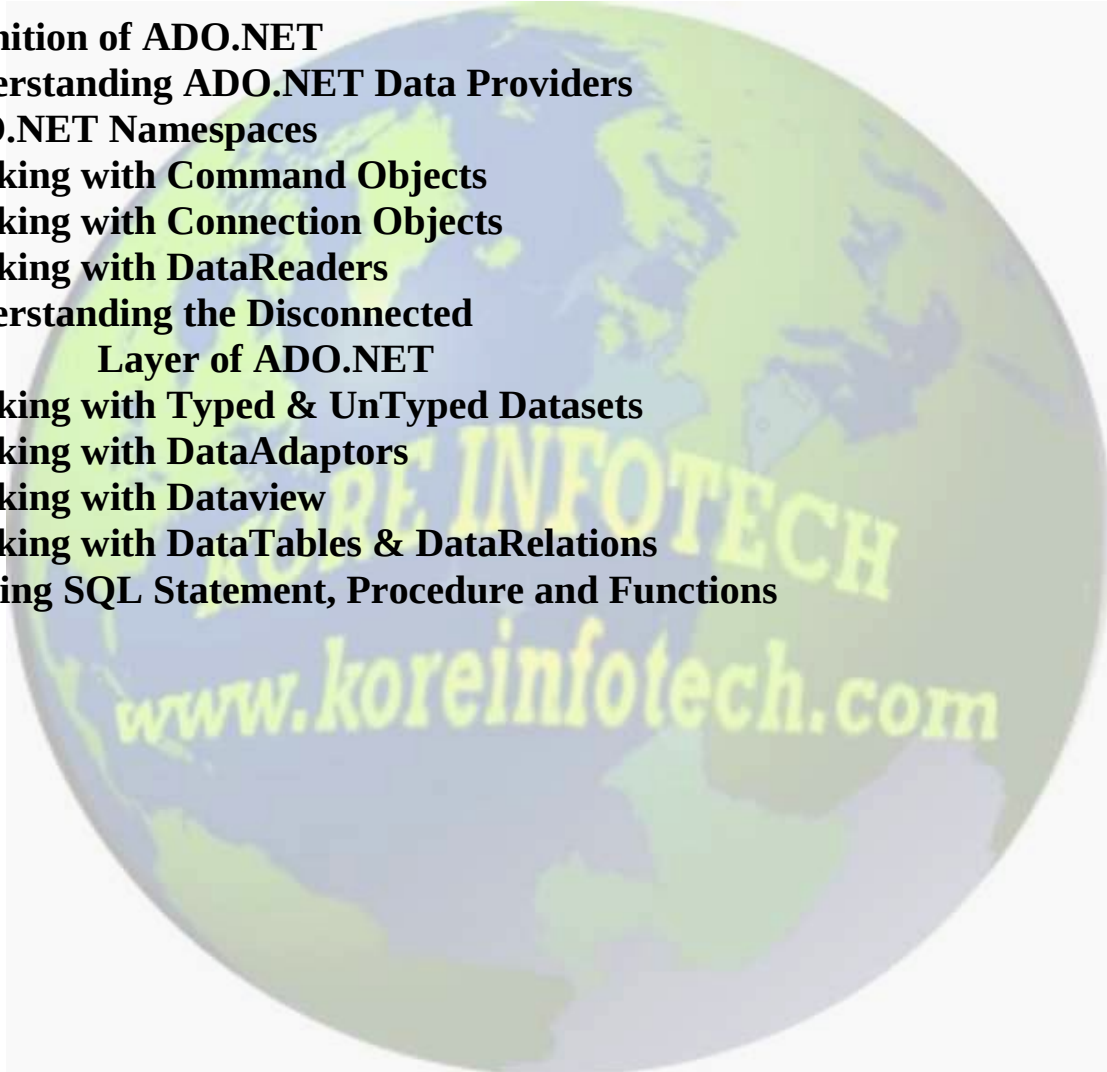 nition of ADO.NET
erstanding ADO.NET Data Providers
O.NET Namespaces
king with Command Objects
king with Connection Objects
king with DataReaders
erstanding the Disconnected
Layer of ADO.NET
king with Typed & UnTyped Datasets
king with DataAdaptors
king with Dataview
king with DataTables & DataRelations
ing SQL Statement, Procedure and Functions
KORE INFOTECH
www.koreinfotech.com